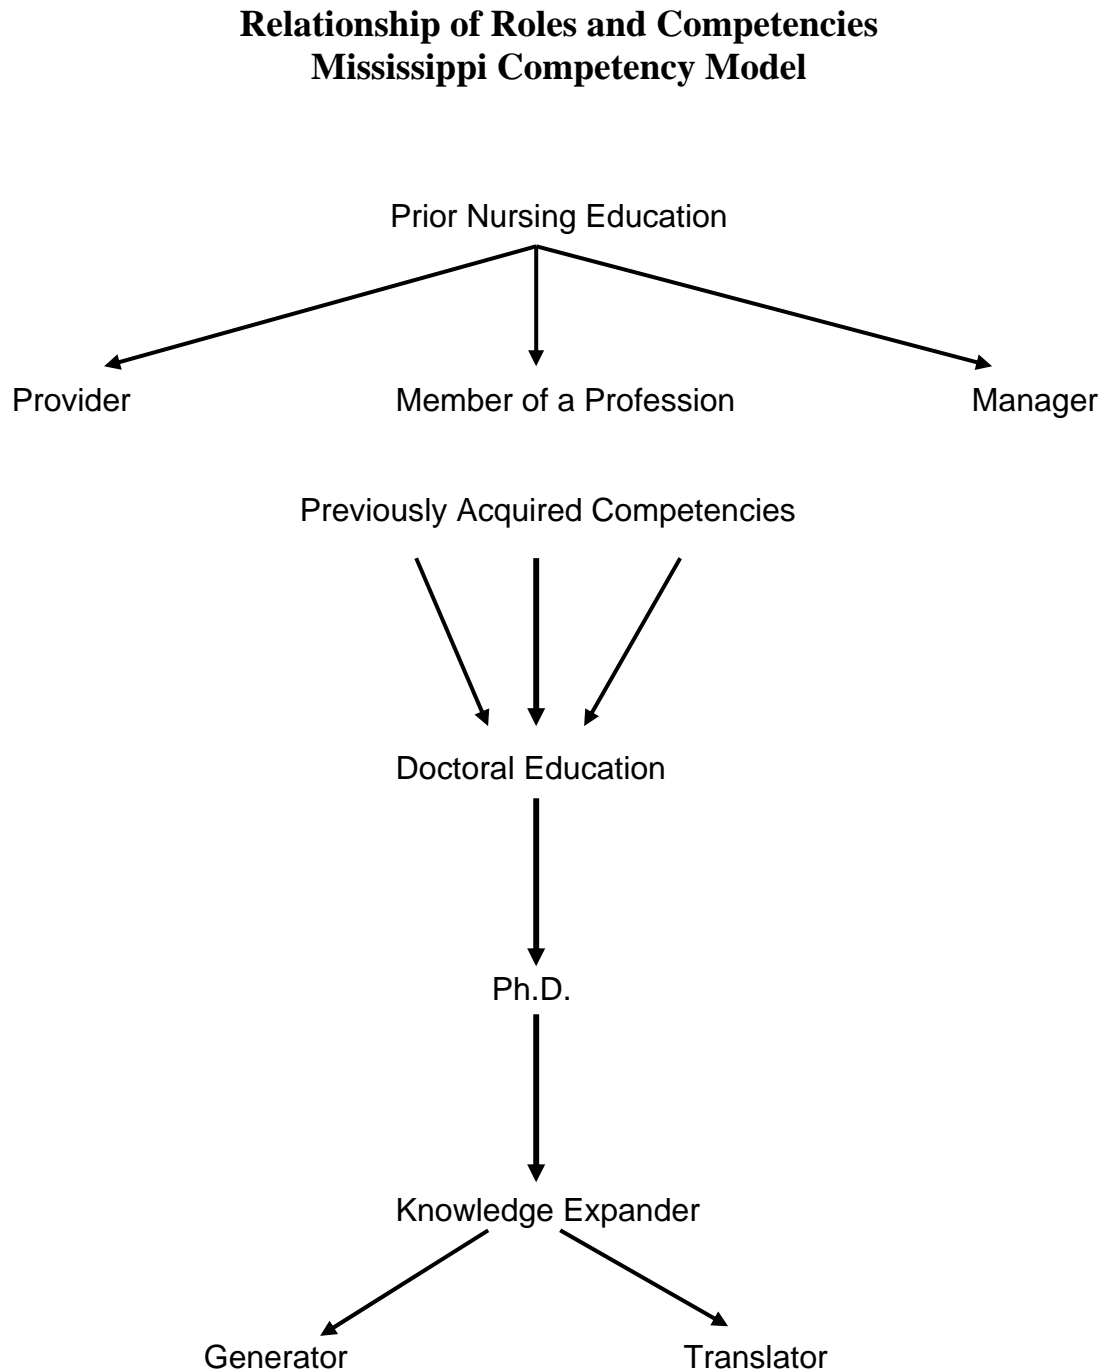 Relationship of Roles and Competencies
Mississippi Competency Model
Prior Nursing Education
Provider Member of a Profession Manager
Previously Acquired Competencies
Doctoral Education
Ph.D.
Knowledge Expander
Generator Translator